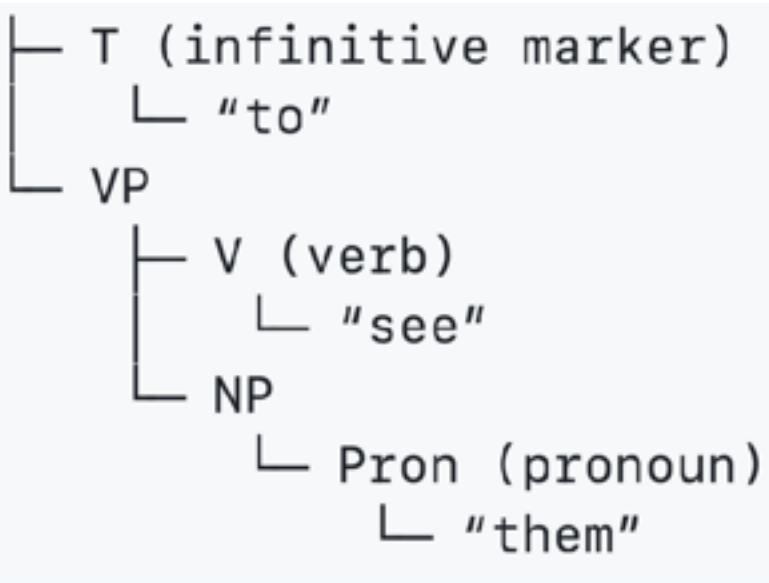 T (infinitive marker)
“to”
VP
V (verb)
“see”
NP
Pron (pronoun)
“them”